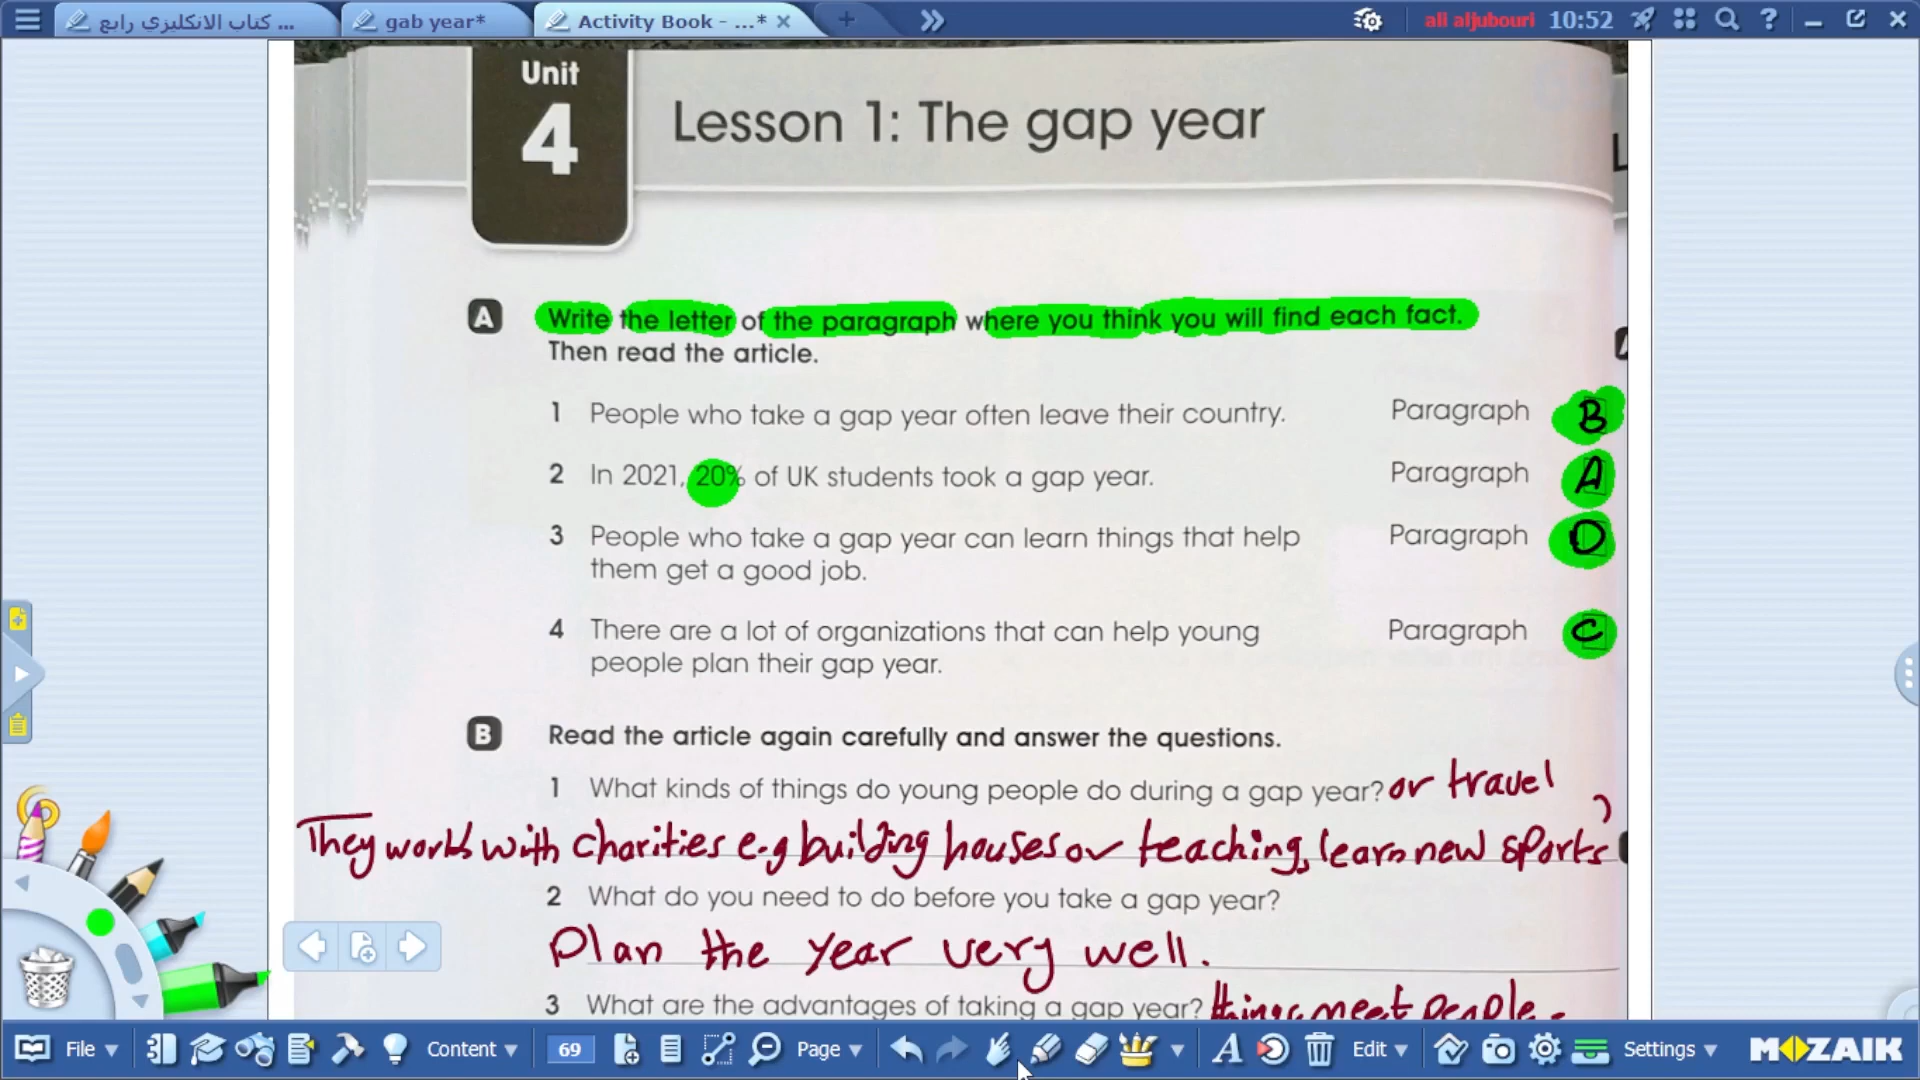 كتاب الانكليزي رابع ...
gab year*
Activity Book - ...*
ali aljubouri
10:52
Unit
4
Lesson 1: The gap year
A
Write the letter of the paragraph where you think you will find each fact.
Then read the article.
1 People who take a gap year often leave their country. Paragraph B
2 In 2021, 20% of UK students took a gap year. Paragraph A
3 People who take a gap year can learn things that help Paragraph D
them get a good job.
4 There are a lot of organizations that can help young Paragraph C
people plan their gap year.
B
Read the article again carefully and answer the questions.
1 What kinds of things do young people do during a gap year? or travel
They work with charities e.g building houses or teaching, learn new sports,
2 What do you need to do before you take a gap year?
Plan the year very well.
3 What are the advantages of taking a gap year? things meet people
File
Content
69
Page
Edit
Settings
MOZAIK